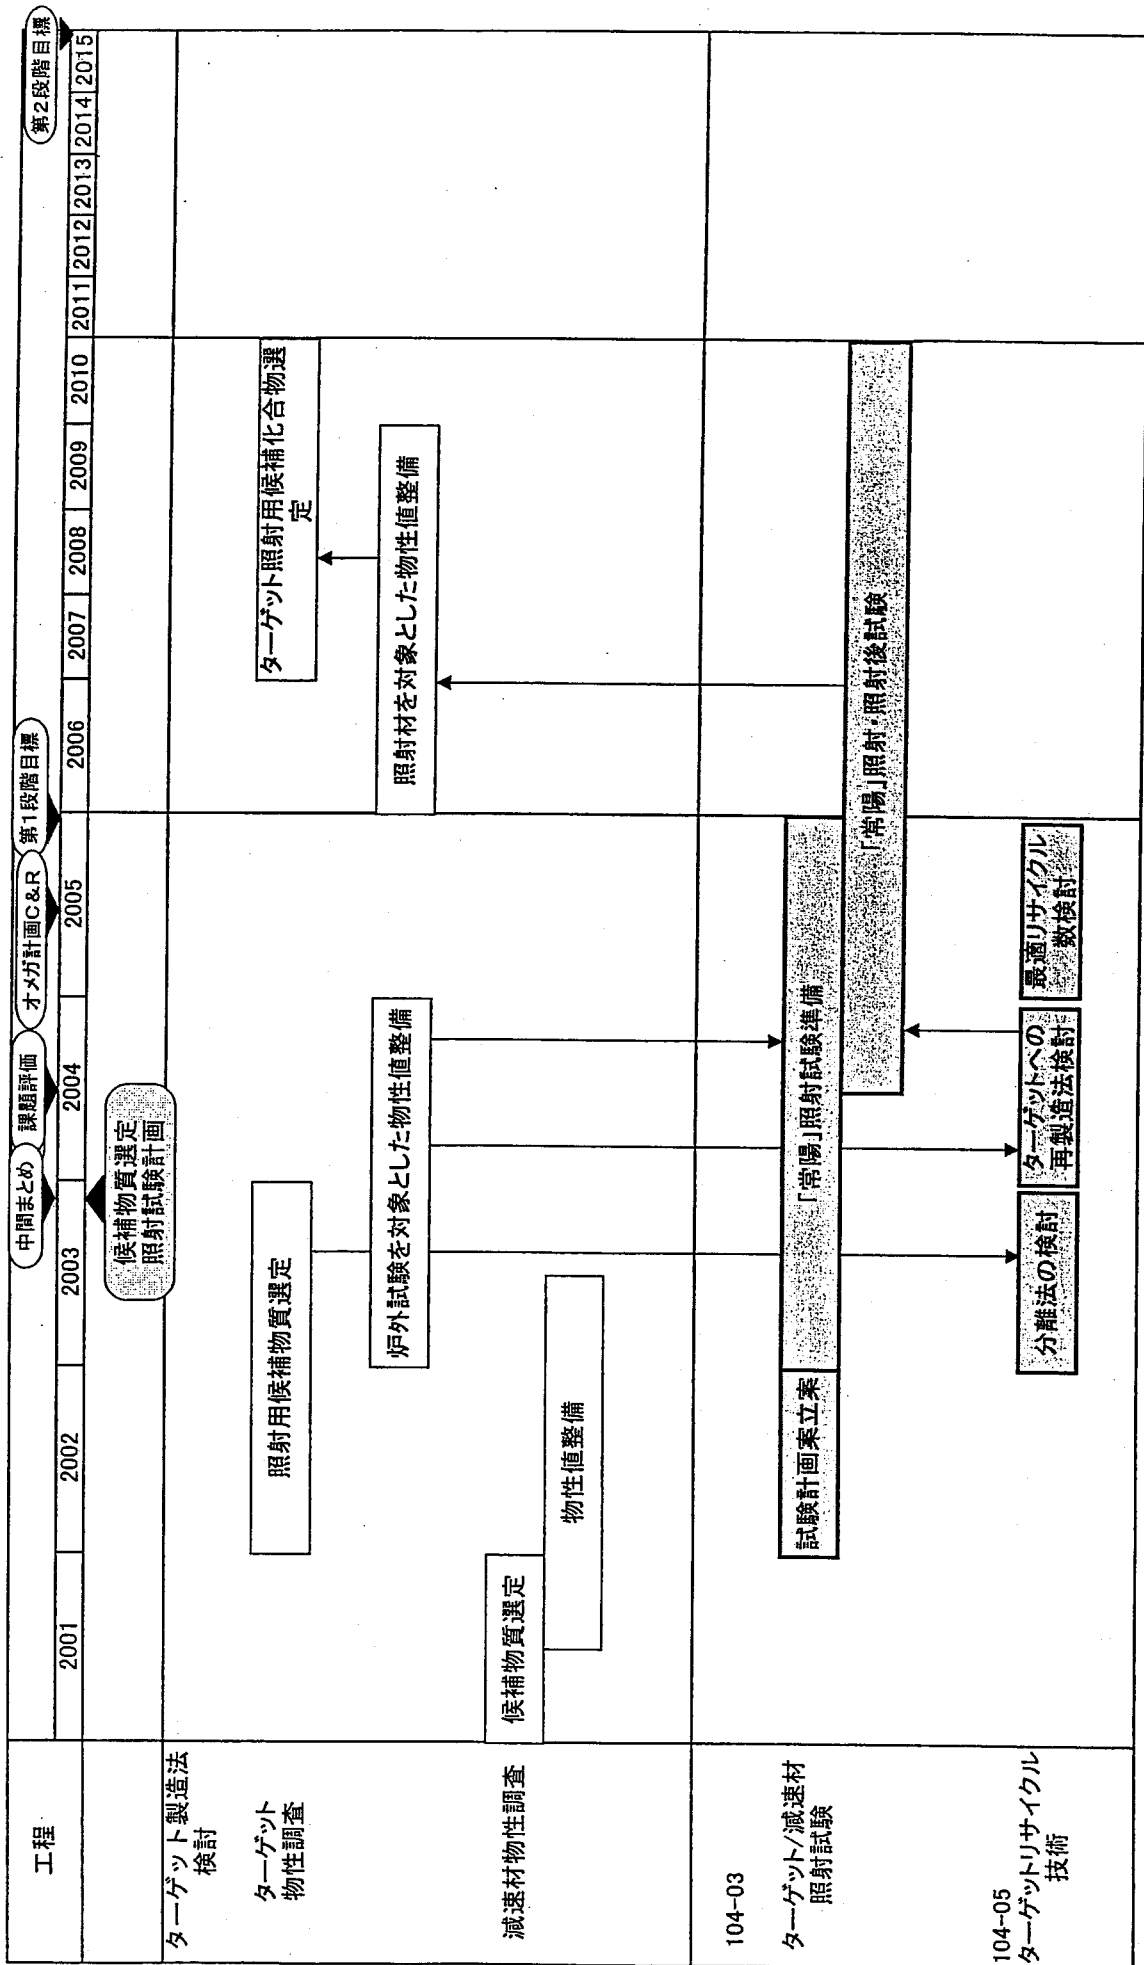 工程
中間まとめ
課題評価
オメガ計画C&R
第1段階目標
第2段階目標
2001
2002
2003
2004
2005
2006
2007
2008
2009
2010
2011
2012
2013
2014
2015
候補物質選定
照射試験計画
ターゲット製造法
検討
ターゲット
物性調査
照射用候補物質選定
ターゲット照射用候補化合物選
定
炉外試験を対象とした物性値整備
照射材を対象とした物性値整備
減速材物性調査
候補物質選定
物性値整備
104-03
ターゲット/減速材
照射試験
試験計画案立案
「常陽」照射試験準備
「常陽」照射・照射後試験
104-05
ターゲットリサイクル
技術
分離法の検討
ターゲットへの
再製造法検討
最適リサイクル
数検討